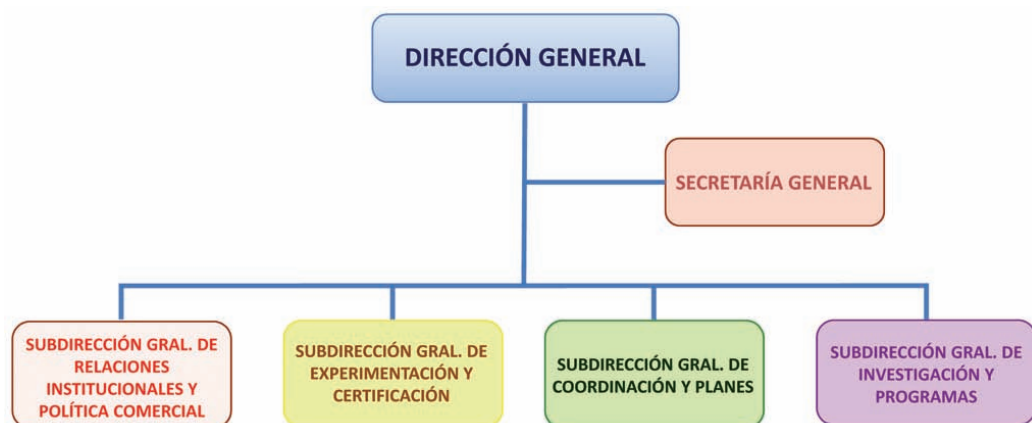 DIRECCIÓN GENERAL
SECRETARÍA GENERAL
SUBDIRECCIÓN GRAL. DE
RELACIONES
INSTITUCIONALES Y
POLÍTICA COMERCIAL
SUBDIRECCIÓN GRAL. DE
EXPERIMENTACIÓN Y
CERTIFICACIÓN
SUBDIRECCIÓN GRAL. DE
COORDINACIÓN Y PLANES
SUBDIRECCIÓN GRAL. DE
INVESTIGACIÓN Y
PROGRAMAS